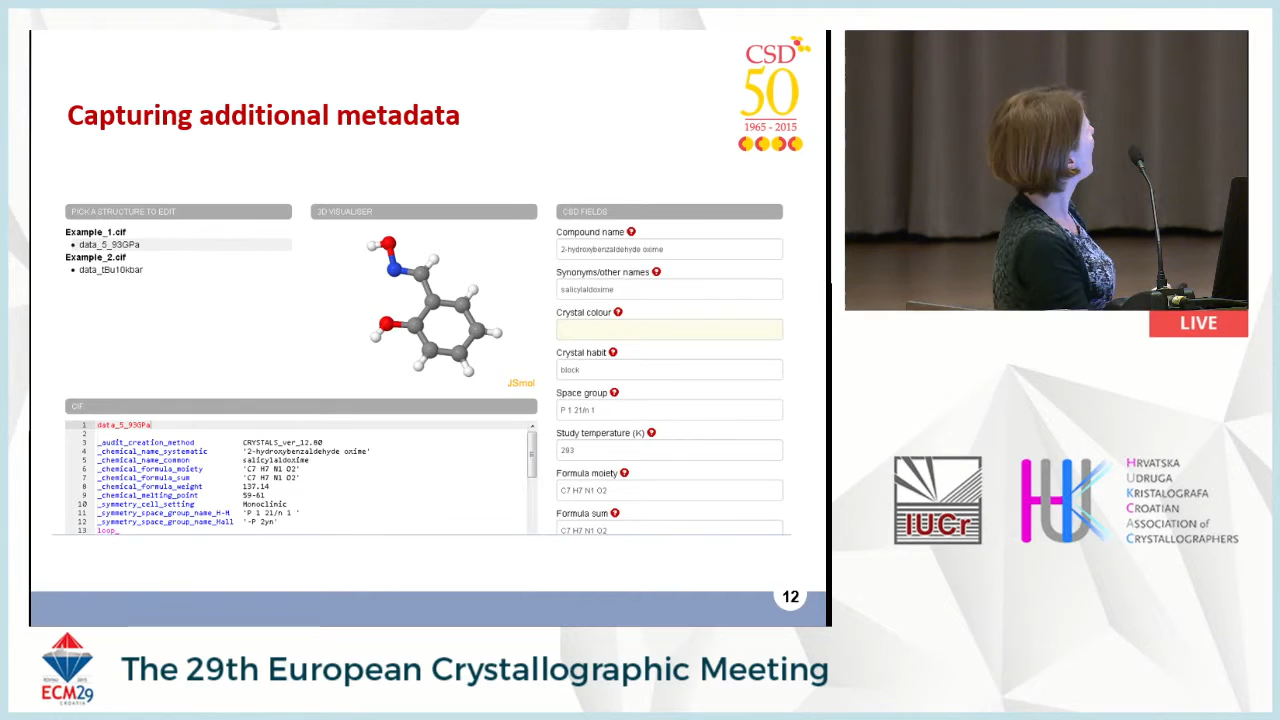 CSD
50
1965 - 2015
Capturing additional metadata
PICK A STRUCTURE TO EDIT
Example_1.cif
• data_5_93GPa
Example_2.cif
• data_tBu10kbar
3D VISUALISER
JSmol
CSD FIELDS
Compound name ?
2-hydroxybenzaldehyde oxime
Synonyms/other names ?
salicylaldoxime
Crystal colour ?
Crystal habit ?
block
Space group ?
P 1 21/n 1
Study temperature (K) ?
293
Formula moiety ?
C7 H7 N1 O2
Formula sum ?
C7 H7 N1 O2
CIF
1 data_5_93GPa
2
3 _audit_creation_method CRYSTALS_ver_12.80
4 _chemical_name_systematic '2-hydroxybenzaldehyde oxime'
5 _chemical_name_common salicylaldoxime
6 _chemical_formula_moiety 'C7 H7 N1 O2'
7 _chemical_formula_sum 'C7 H7 N1 O2'
8 _chemical_formula_weight 137.14
9 _chemical_melting_point 59-61
10 _symmetry_cell_setting Monoclinic
11 _symmetry_space_group_name_H-M 'P 1 21/n 1 '
12 _symmetry_space_group_name_Hall '-P 2yn'
13 loop_
12
LIVE
IUCr
HUK
HRVATSKA
UDRUGA
KRISTALOGRAFA
CROATIAN
ASSOCIATION of
CRYSTALLOGRAPHERS
ECM29
CROATIA
The 29th European Crystallographic Meeting